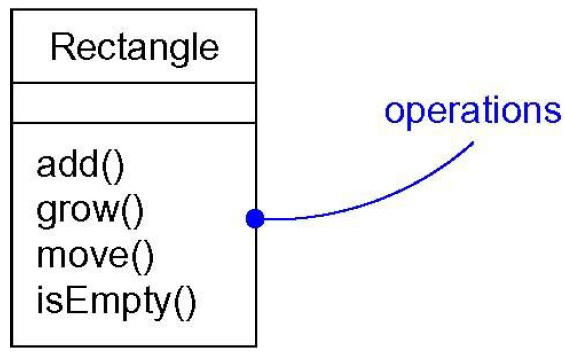 Rectangle
operations
add()
grow()
move()
isEmpty()